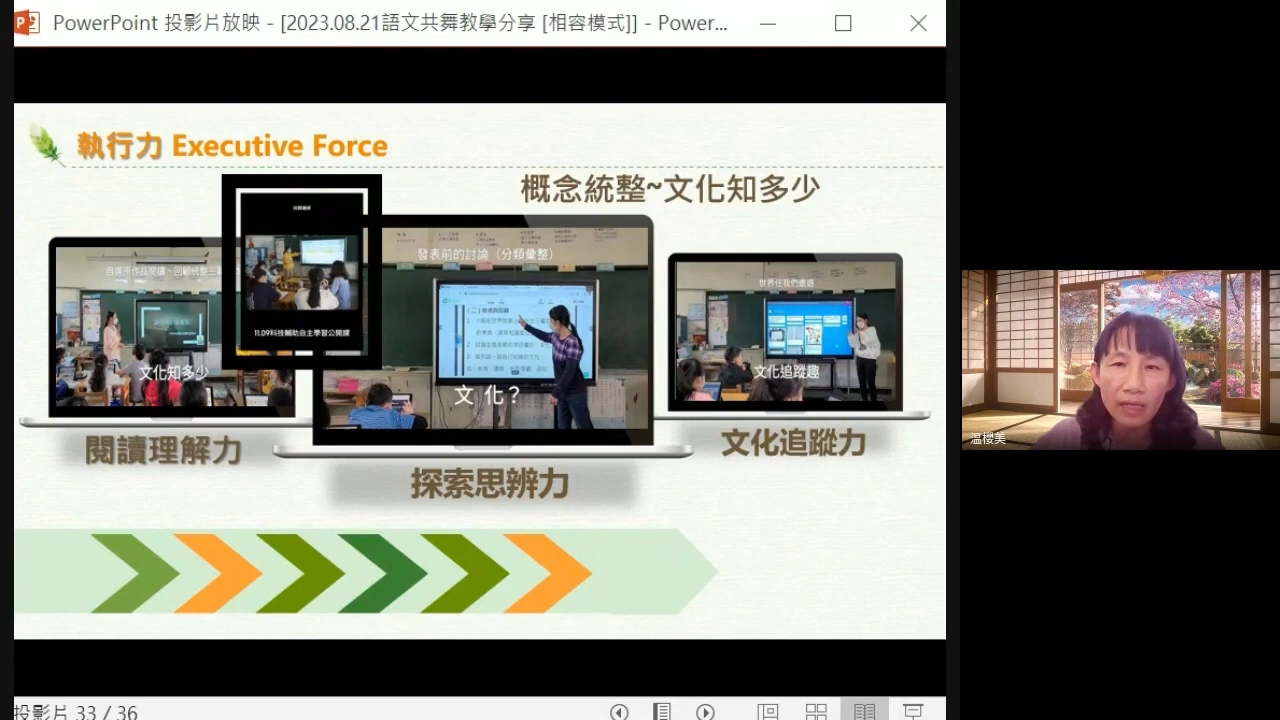 PowerPoint 投影片放映 - [2023.08.21語文共舞教學分享 [相容模式]] - Power...
執行力 Executive Force
概念統整~文化知多少
發表前的討論（分類彙整）
世界任我們遨遊
11.09科技輔助自主學習公開課
文化知多少
文 化？
文化追蹤趣
閱讀理解力
探索思辨力
文化追蹤力
温櫻美
投影片 33 / 36